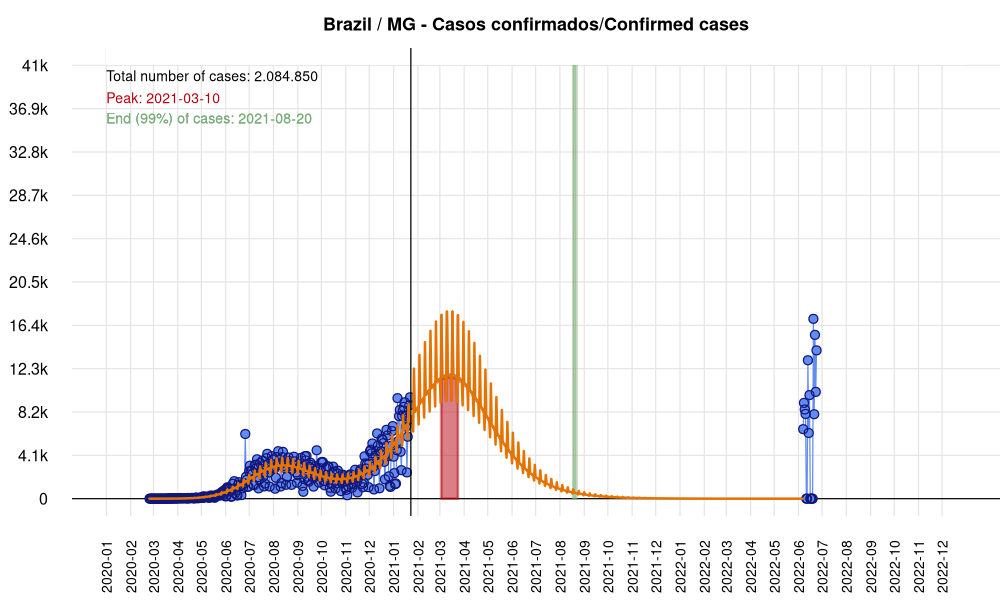 Brazil / MG - Casos confirmados/Confirmed cases
41k
Total number of cases: 2.084.850
Peak: 2021-03-10
36.9k
End (99%) of cases: 2021-08-20
32.8k
28.7k
24.6k
20.5k
16.4k
12.3k
8.2k
4.1k
0
2020-01
2020-02
2020-03
2020-04
2020-05
2020-06
2020-07
2020-08
2020-09
2020-10
2020-11
2020-12
2021-01
2021-02
2021-03
2021-04
2021-05
2021-06
2021-07
2021-08
2021-09
2021-10
2021-11
2021-12
2022-01
2022-02
2022-03
2022-04
2022-05
2022-06
2022-07
2022-08
2022-09
2022-10
2022-11
2022-12